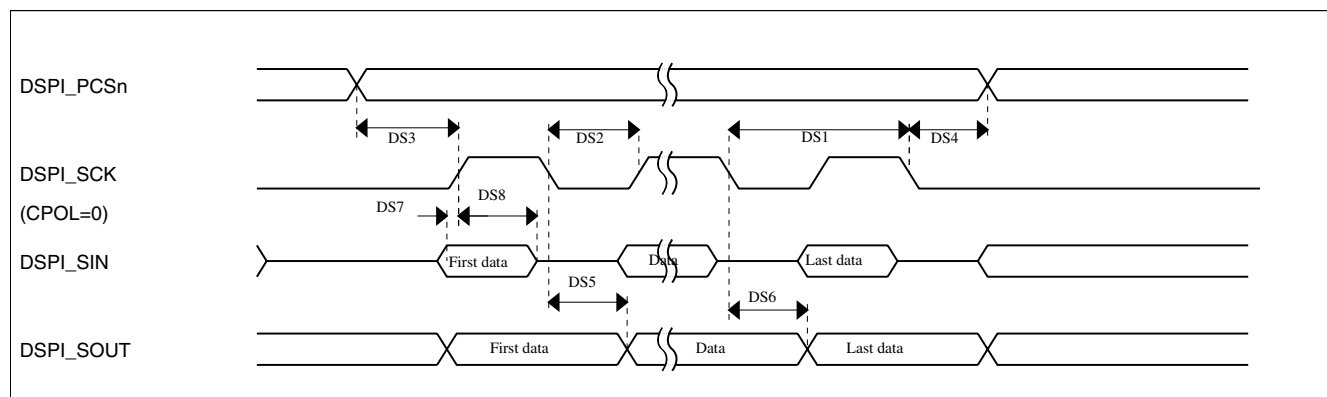 DSPI_PCSn
DS3
DS2
DS1
DS4
DSPI_SCK
(CPOL=0)
DS7
DS8
DSPI_SIN
First data
Data
Last data
DS5
DS6
DSPI_SOUT
First data
Data
Last data